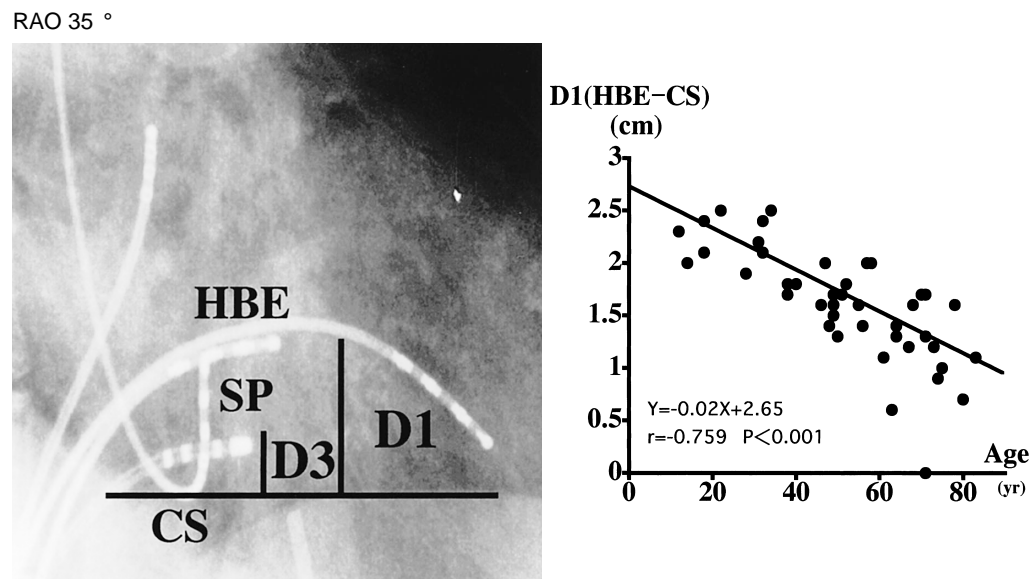 RAO 35 °
HBE
SP
D3
D1
CS
D1(HBE−CS)
(cm)
3
2.5
2
1.5
1
0.5
0
Y=-0.02X+2.65
r=-0.759 P<0.001
Age
(yr)
0 20 40 60 80